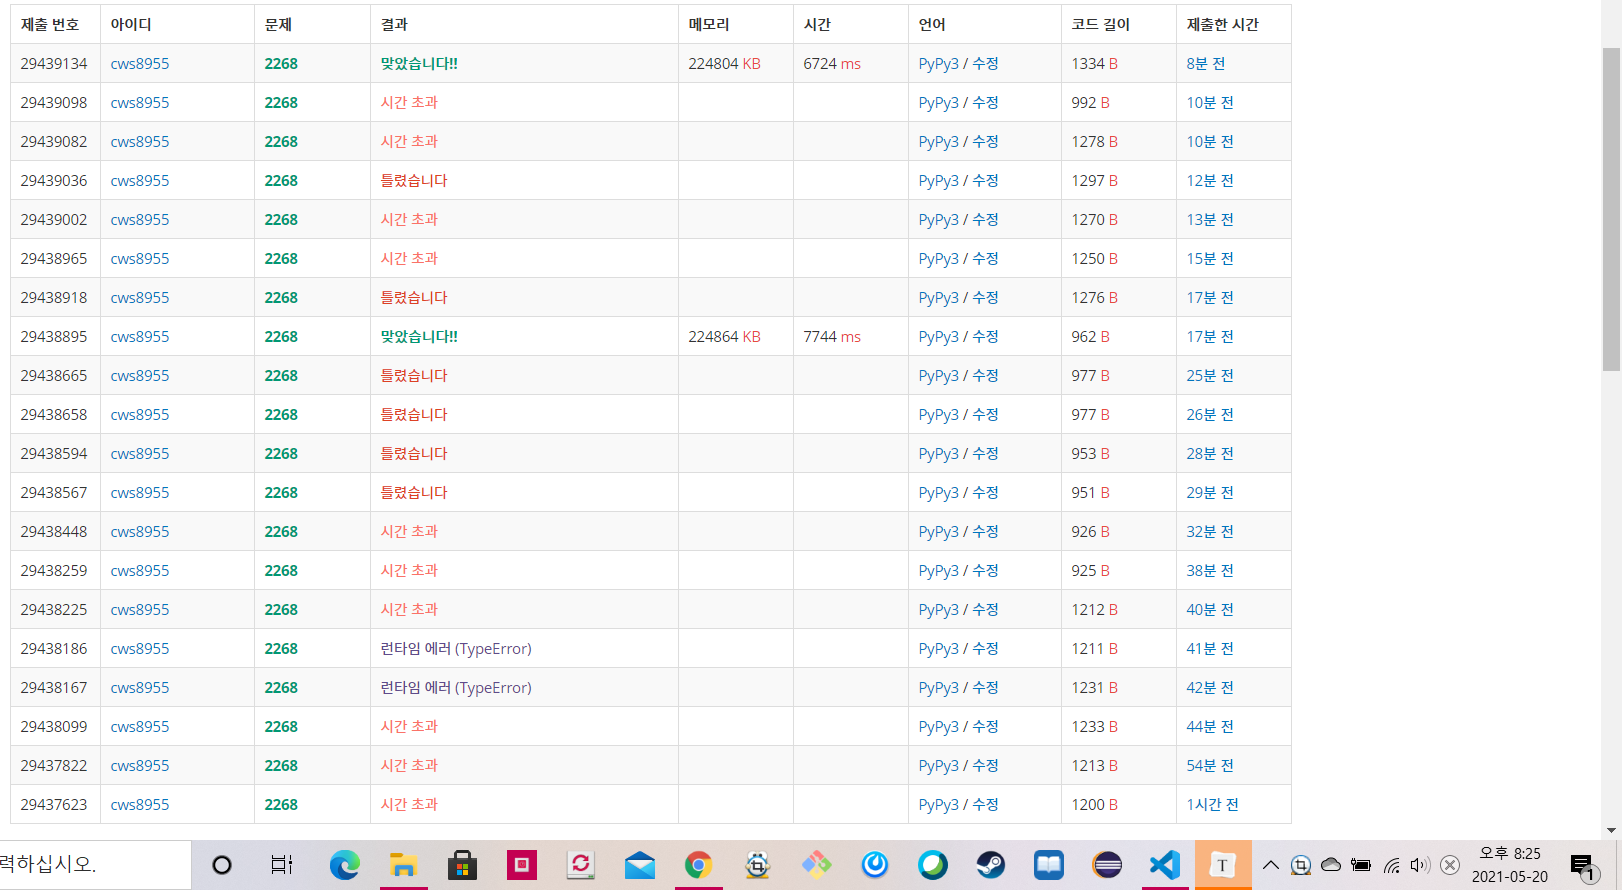 제출 번호 아이디 문제 결과 메모리 시간 언어 코드 길이 제출한 시간
29439134 cws8955 2268 맞았습니다!! 224804 KB 6724 ms PyPy3 / 수정 1334 B 8분 전
29439098 cws8955 2268 시간 초과 PyPy3 / 수정 992 B 10분 전
29439082 cws8955 2268 시간 초과 PyPy3 / 수정 1278 B 10분 전
29439036 cws8955 2268 틀렸습니다 PyPy3 / 수정 1297 B 12분 전
29439002 cws8955 2268 시간 초과 PyPy3 / 수정 1270 B 13분 전
29438965 cws8955 2268 시간 초과 PyPy3 / 수정 1250 B 15분 전
29438918 cws8955 2268 틀렸습니다 PyPy3 / 수정 1276 B 17분 전
29438895 cws8955 2268 맞았습니다!! 224864 KB 7744 ms PyPy3 / 수정 962 B 17분 전
29438665 cws8955 2268 틀렸습니다 PyPy3 / 수정 977 B 25분 전
29438658 cws8955 2268 틀렸습니다 PyPy3 / 수정 977 B 26분 전
29438594 cws8955 2268 틀렸습니다 PyPy3 / 수정 953 B 28분 전
29438567 cws8955 2268 틀렸습니다 PyPy3 / 수정 951 B 29분 전
29438448 cws8955 2268 시간 초과 PyPy3 / 수정 926 B 32분 전
29438259 cws8955 2268 시간 초과 PyPy3 / 수정 925 B 38분 전
29438225 cws8955 2268 시간 초과 PyPy3 / 수정 1212 B 40분 전
29438186 cws8955 2268 런타임 에러 (TypeError) PyPy3 / 수정 1211 B 41분 전
29438167 cws8955 2268 런타임 에러 (TypeError) PyPy3 / 수정 1231 B 42분 전
29438099 cws8955 2268 시간 초과 PyPy3 / 수정 1233 B 44분 전
29437822 cws8955 2268 시간 초과 PyPy3 / 수정 1213 B 54분 전
29437623 cws8955 2268 시간 초과 PyPy3 / 수정 1200 B 1시간 전
력하십시오.
T
오후 8:25
2021-05-20
1